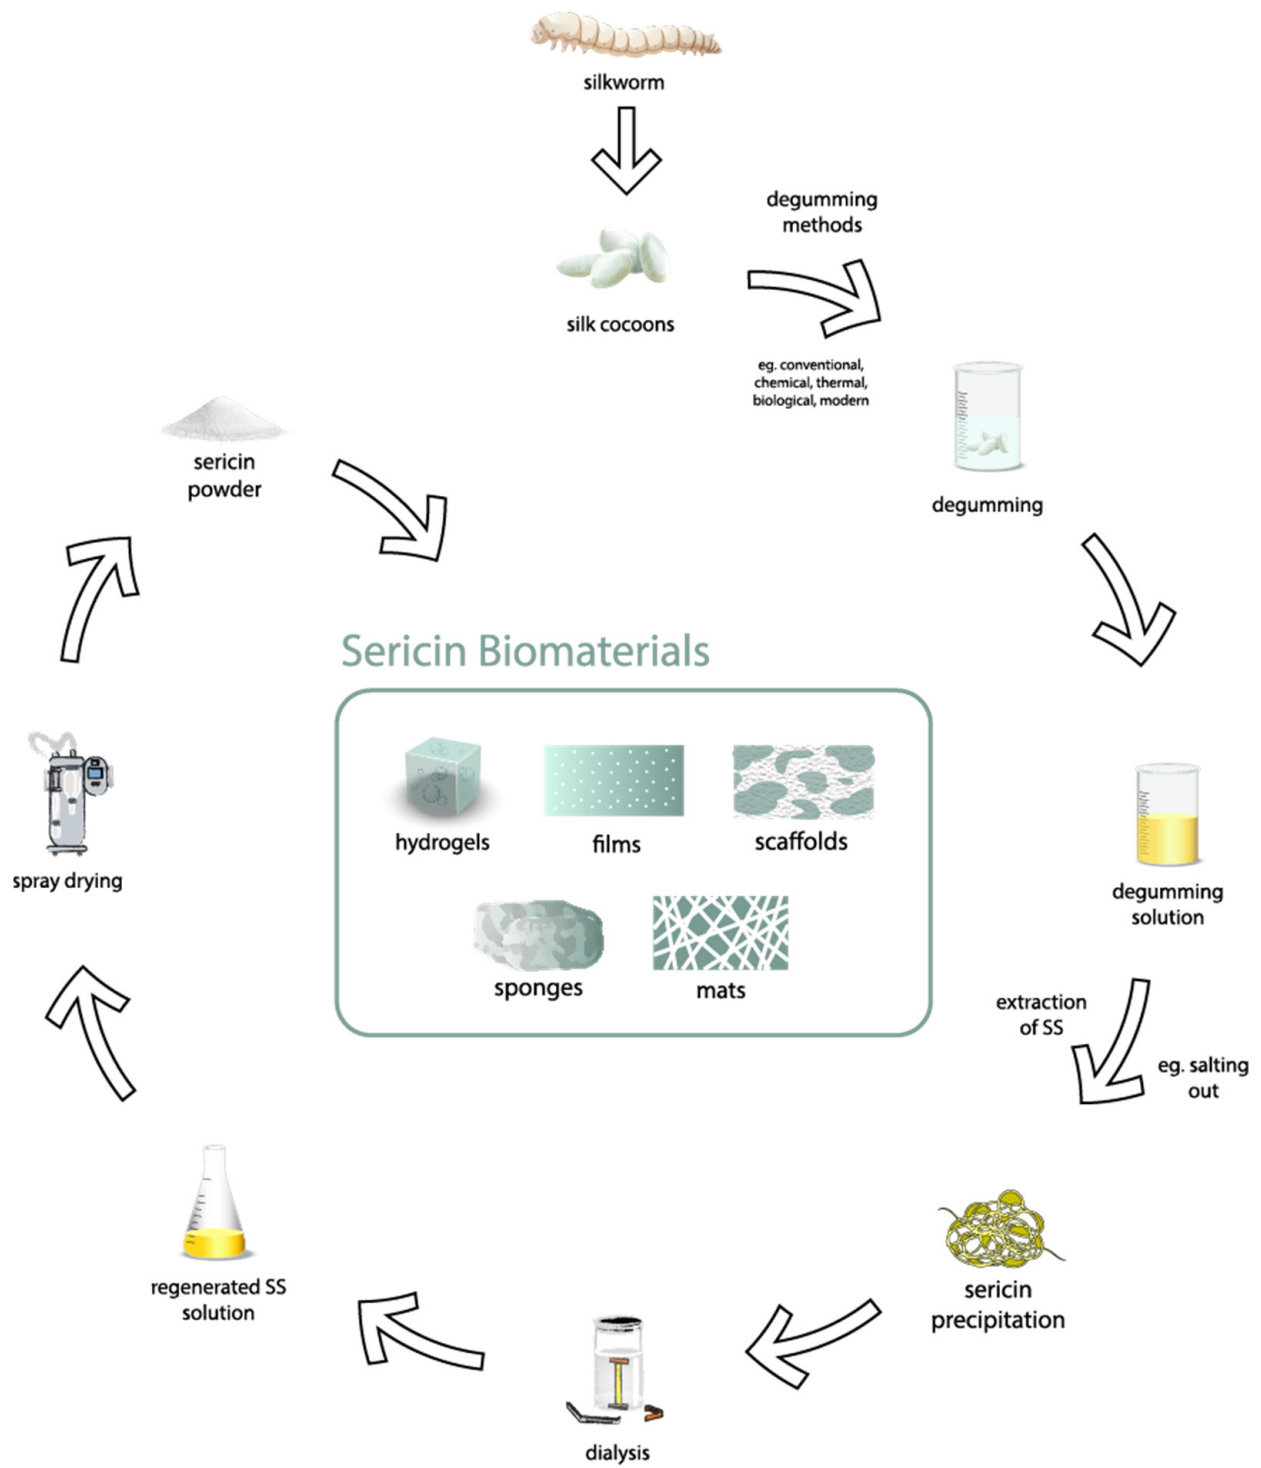 silkworm
silk cocoons
degumming
methods
eg. conventional,
chemical, thermal,
biological, modern
degumming
degumming
solution
extraction
of SS
eg. salting
out
sericin
precipitation
dialysis
regenerated SS
solution
spray drying
sericin
powder
Sericin Biomaterials
hydrogels
films
scaffolds
sponges
mats